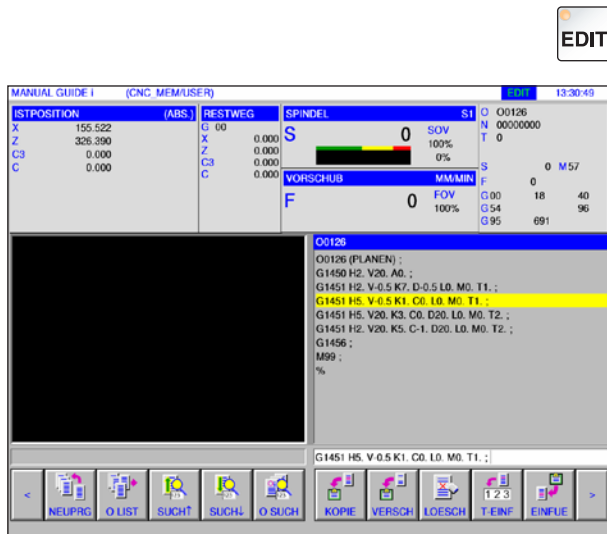 EDIT
MANUAL GUIDE i (CNC_MEM/USER) EDIT 13:30:49
ISTPOSITION (ABS.)
X 155.522
Z 326.390
C3 0.000
C 0.000
RESTWEG
G 00
X 0.000
Z 0.000
C3 0.000
C 0.000
SPINDEL S1
S 0 SOV
100%
0%
VORSCHUB MM/MIN
F 0 FOV
100%
O O0126
N 00000000
T 0
S 0 M 57
F 0
G 00 18 40
G 54 96
G 95 691
O0126
O0126 (PLANEN) ;
G1450 H2. V20. A0. ;
G1451 H2. V-0.5 K7. D-0.5 L0. M0. T1. ;
G1451 H5. V-0.5 K1. C0. L0. M0. T1. ;
G1451 H5. V20. K3. C0. D20. L0. M0. T2. ;
G1451 H2. V20. K5. C-1. D20. L0. M0. T2. ;
G1456 ;
M99 ;
%
G1451 H5. V-0.5 K1. C0. L0. M0. T1. ;
< NEUPRG O LIST SUCH↑ SUCH↓ O SUCH KOPIE VERSCH LOESCH T-EINF EINFUE >
123